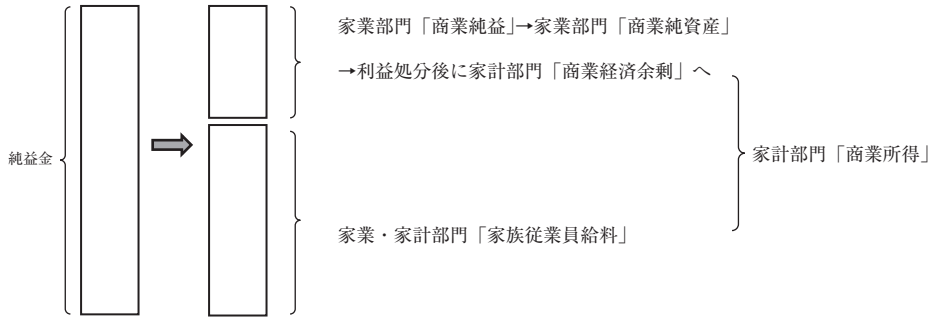 家業部門「商業純益」→家業部門「商業純資産」
→利益処分後に家計部門「商業経済余剰」へ
純益金
家計部門「商業所得」
家業・家計部門「家族従業員給料」